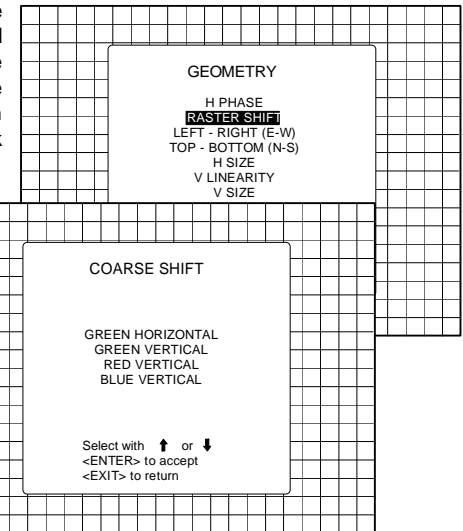 GEOMETRY
H PHASE
RASTER SHIFT
LEFT - RIGHT (E-W)
TOP - BOTTOM (N-S)
H SIZE
V LINEARITY
V SIZE
COARSE SHIFT
GREEN HORIZONTAL
GREEN VERTICAL
RED VERTICAL
BLUE VERTICAL
Select with ⬆ or ⬇
<ENTER> to accept
<EXIT> to return